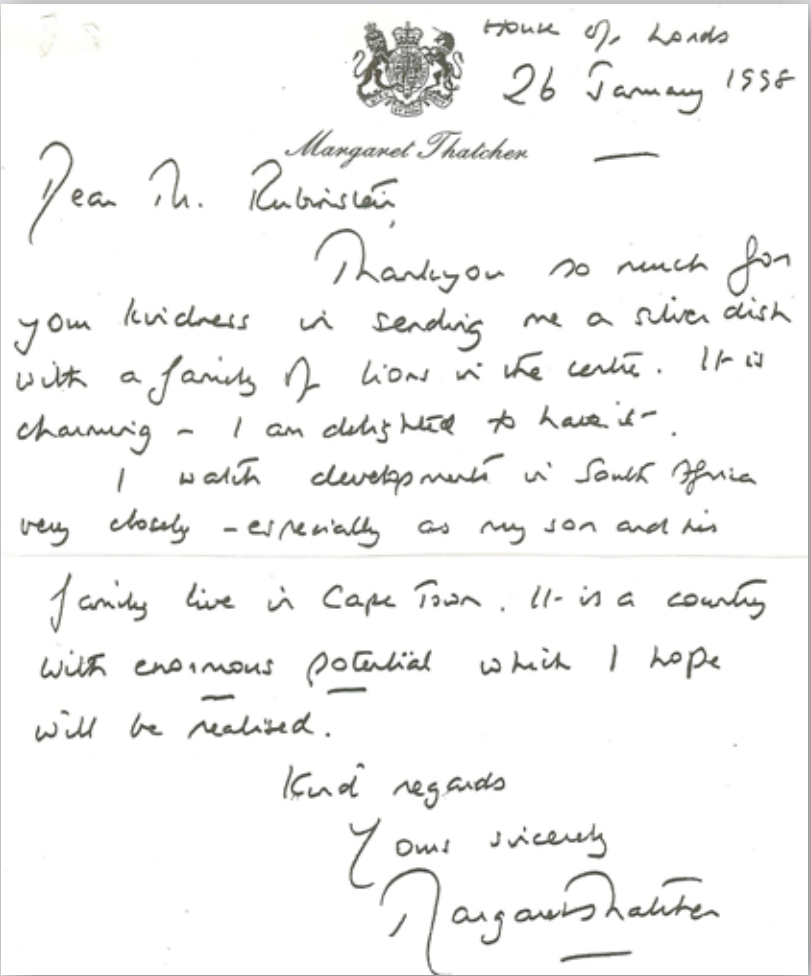 House of Lords
26 January 1998
Margaret Thatcher
Dear Mr. Rubinstein,
Thankyou so much for
your kindness in sending me a silver dish
with a family of lions in the centre. It is
charming - I am delighted to have it.
I watch developments in South Africa
very closely - especially as my son and his
family live in Cape Town. It is a country
with enormous potential which I hope
will be realised.
Kind regards
Yours sincerely
Margaret Thatcher